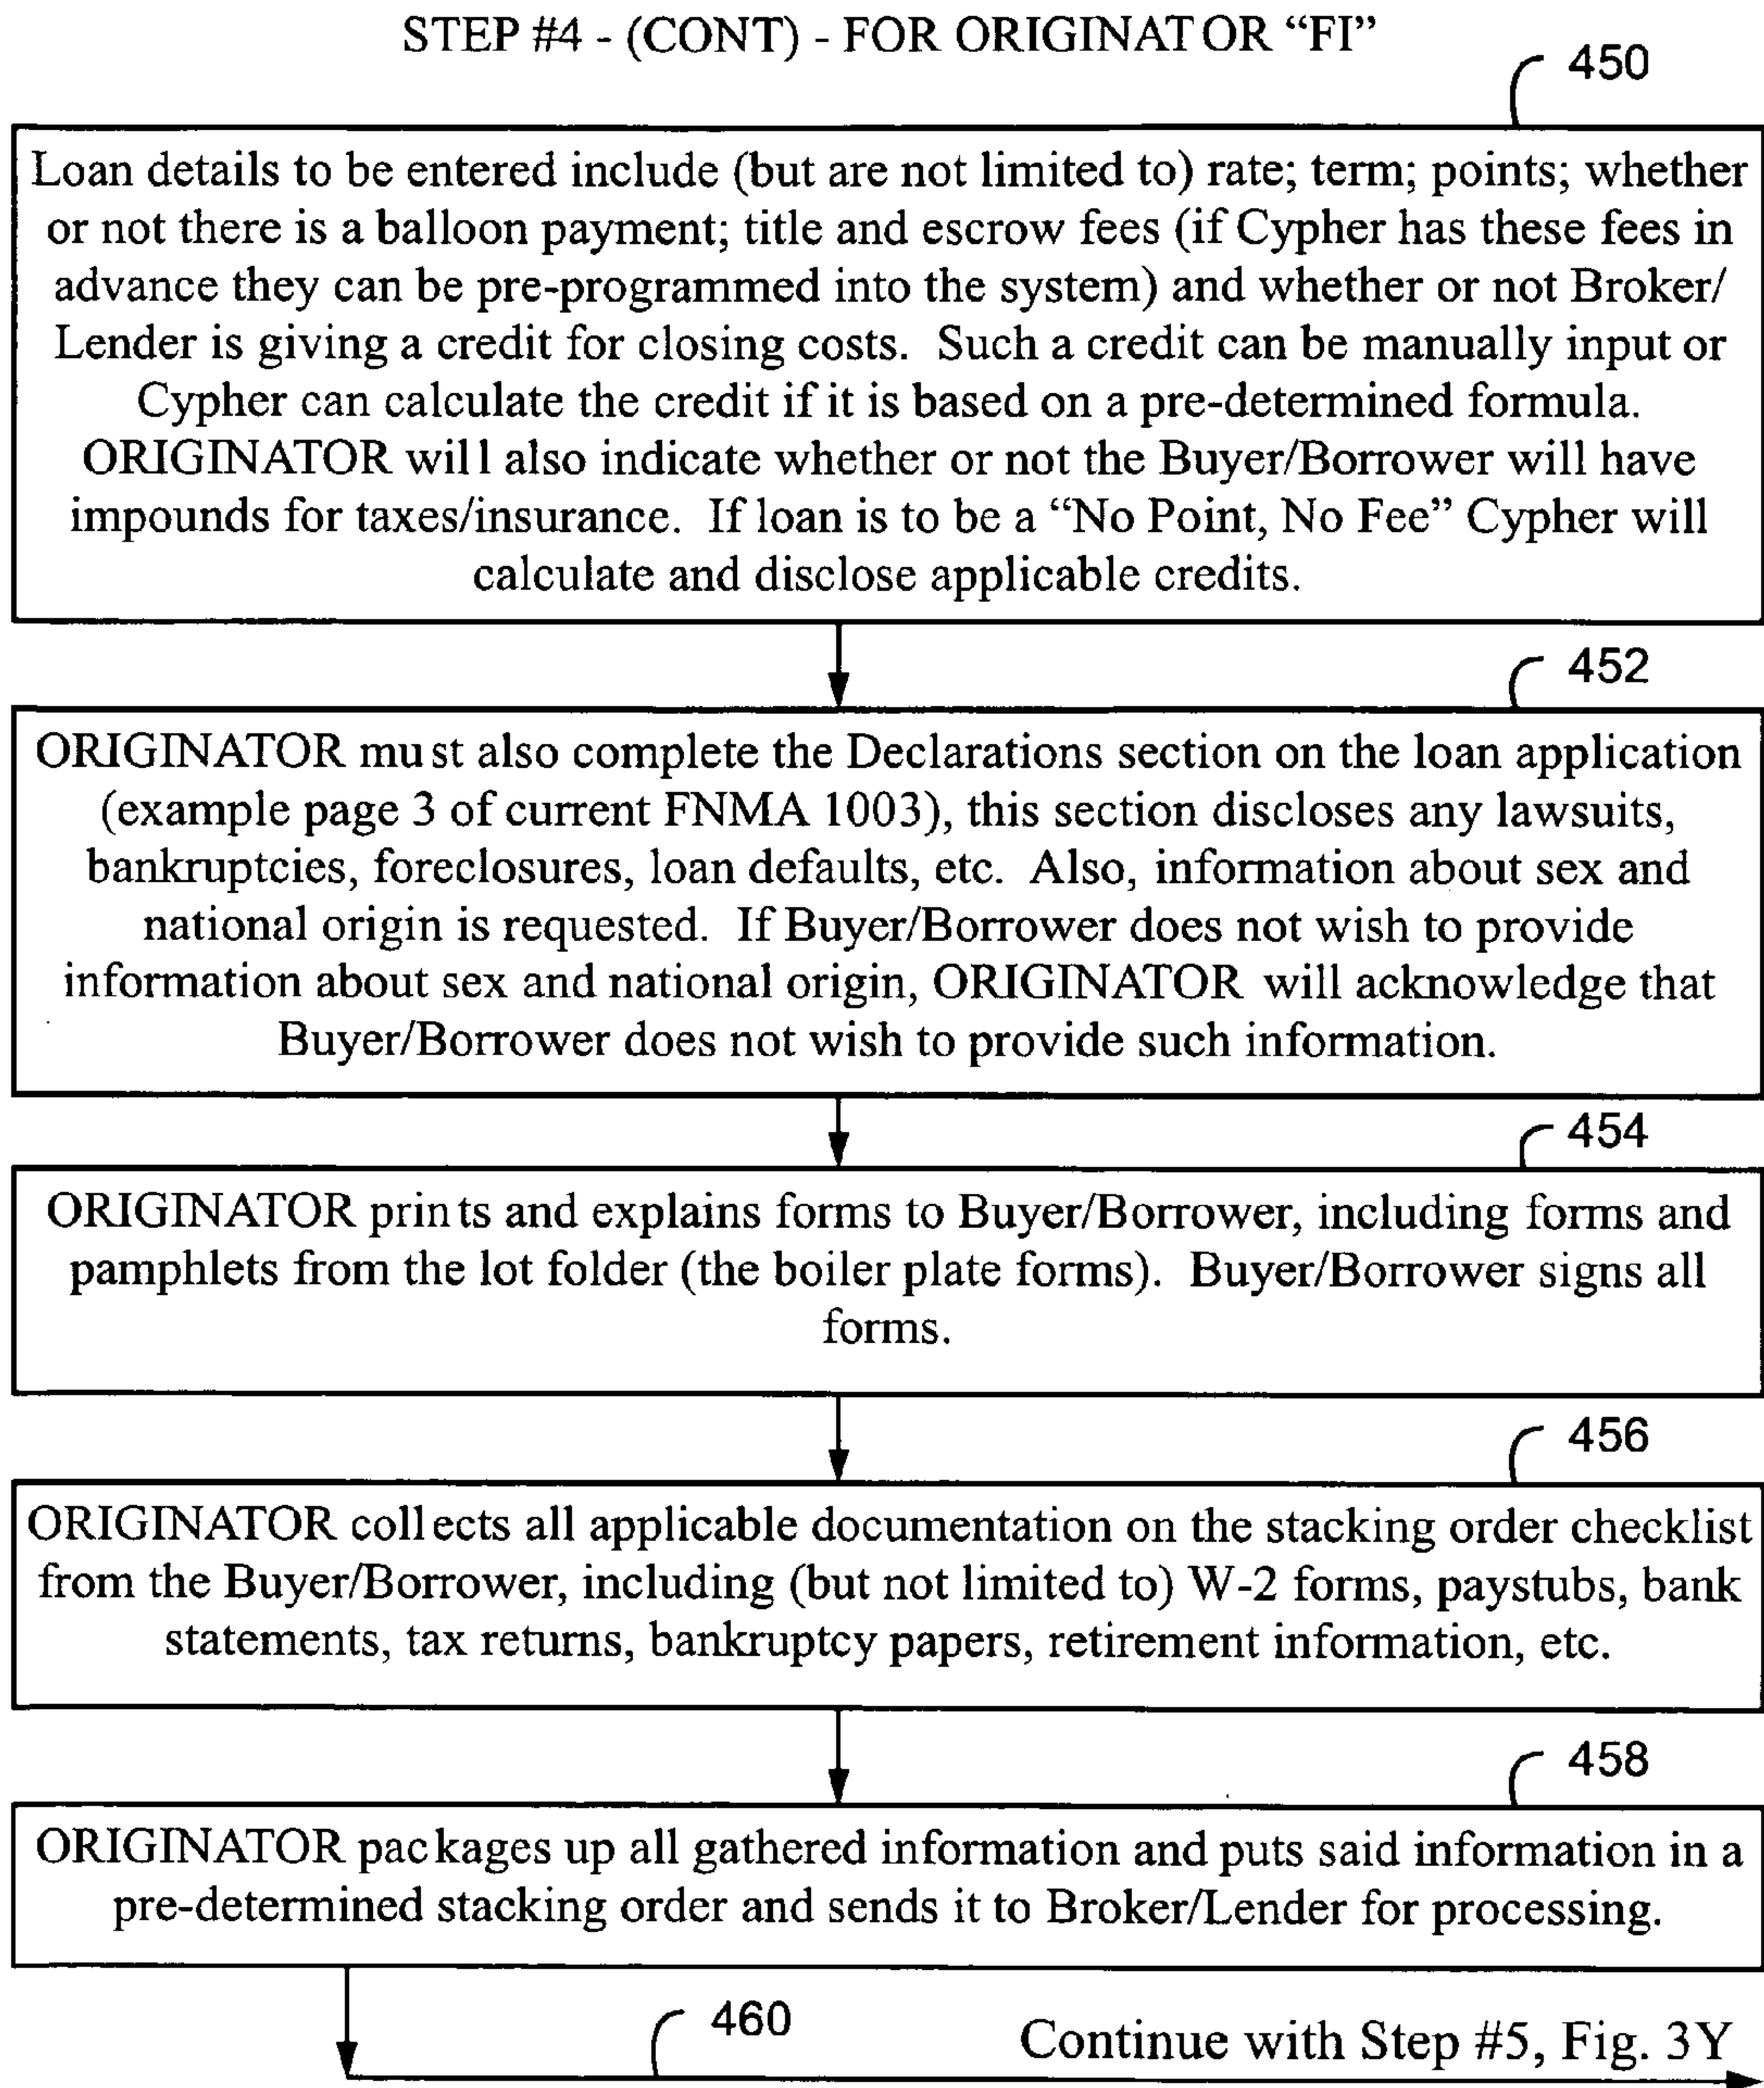 STEP #4 - (CONT) - FOR ORIGINATOR “FI”
450
Loan details to be entered include (but are not limited to) rate; term; points; whether
or not there is a balloon payment; title and escrow fees (if Cypher has these fees in
advance they can be pre-programmed into the system) and whether or not Broker/
Lender is giving a credit for closing costs. Such a credit can be manually input or
Cypher can calculate the credit if it is based on a pre-determined formula.
ORIGINATOR will also indicate whether or not the Buyer/Borrower will have
impounds for taxes/insurance. If loan is to be a “No Point, No Fee” Cypher will
calculate and disclose applicable credits.
452
ORIGINATOR must also complete the Declarations section on the loan application
(example page 3 of current FNMA 1003), this section discloses any lawsuits,
bankruptcies, foreclosures, loan defaults, etc. Also, information about sex and
national origin is requested. If Buyer/Borrower does not wish to provide
information about sex and national origin, ORIGINATOR will acknowledge that
Buyer/Borrower does not wish to provide such information.
454
ORIGINATOR prints and explains forms to Buyer/Borrower, including forms and
pamphlets from the lot folder (the boiler plate forms). Buyer/Borrower signs all
forms.
456
ORIGINATOR collects all applicable documentation on the stacking order checklist
from the Buyer/Borrower, including (but not limited to) W-2 forms, paystubs, bank
statements, tax returns, bankruptcy papers, retirement information, etc.
458
ORIGINATOR packages up all gathered information and puts said information in a
pre-determined stacking order and sends it to Broker/Lender for processing.
460
Continue with Step #5, Fig. 3Y